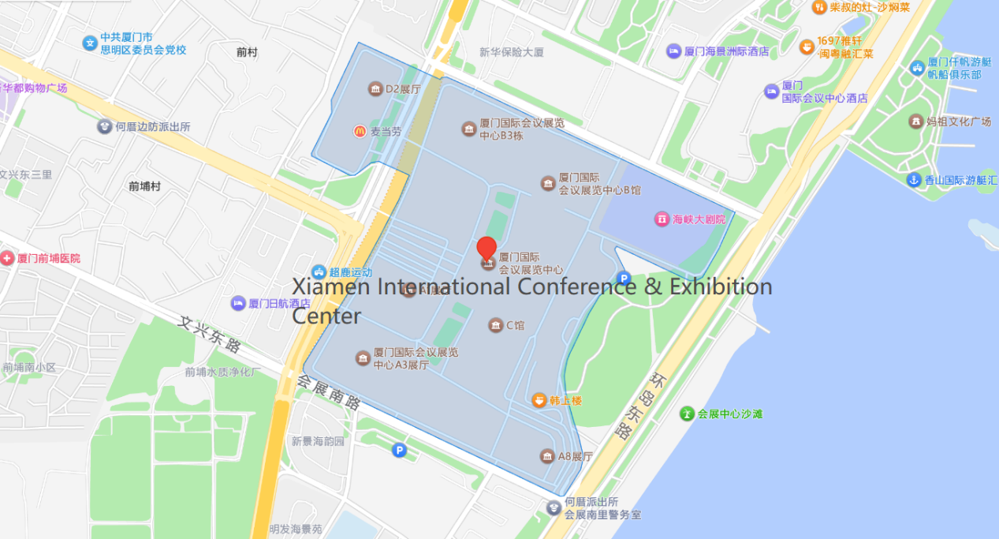 柴叔的灶-沙焖菜
中共厦门市
思明区委员会党校
前村
新华保险大厦
厦门海景洲际酒店
1697雅轩
·闽粤融汇菜
厦门仟帆游艇
帆船俱乐部
华都购物广场
D2展厅
厦门
国际会议中心酒店
何厝边防派出所
麦当劳
厦门国际会议展览
中心B3栋
妈祖文化广场
文兴东三里
前埔村
厦门国际
会议展览中心B馆
香山国际游艇汇
海峡大剧院
厦门前埔医院
厦门国际
会议展览中心
超鹿运动
Xiamen International Conference & Exhibition
Center
厦门日航酒店
C馆
文兴东路
厦门国际会议展览
中心A3展厅
前埔南小区
前埔水质净化厂
会展南路
韩上楼
环岛东路
会展中心沙滩
新景海韵园
P
P
A8展厅
何厝派出所
会展南里警务室
明发海景苑